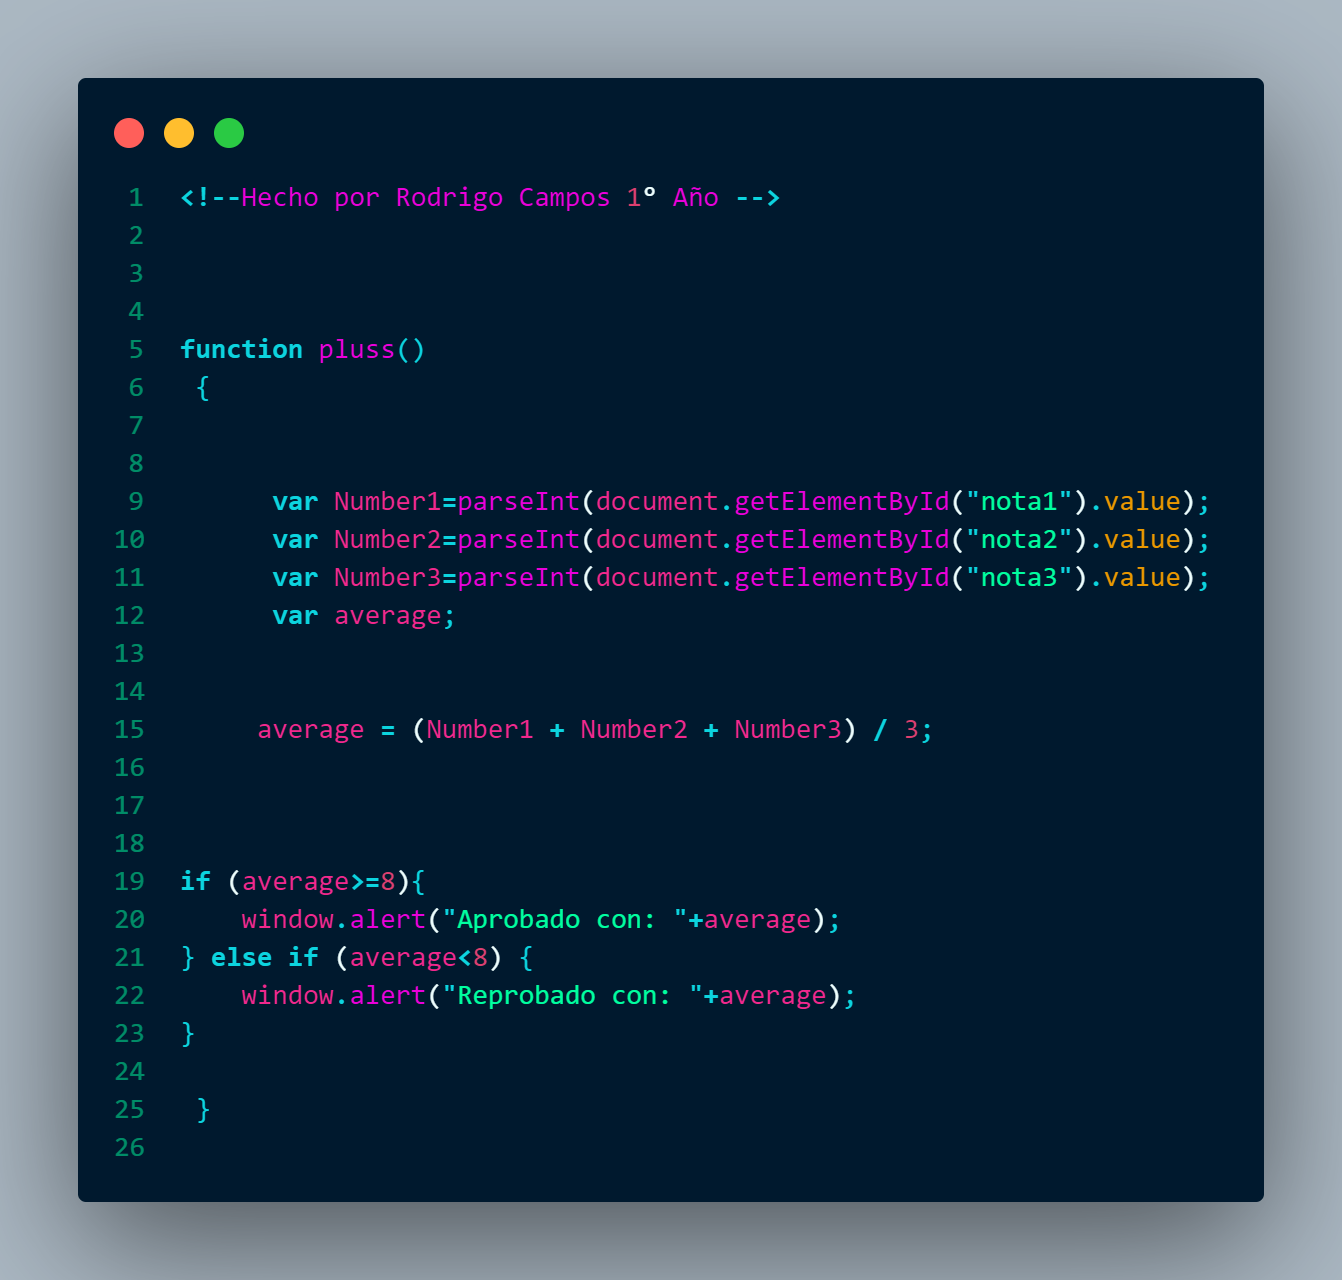 1 <!--Hecho por Rodrigo Campos 1º Año -->
2
3
4
5 function pluss()
6 {
7
8
9 var Number1=parseInt(document.getElementById("nota1").value);
10 var Number2=parseInt(document.getElementById("nota2").value);
11 var Number3=parseInt(document.getElementById("nota3").value);
12 var average;
13
14
15 average = (Number1 + Number2 + Number3) / 3;
16
17
18
19 if (average>=8){
20 window.alert("Aprobado con: "+average);
21 } else if (average<8) {
22 window.alert("Reprobado con: "+average);
23 }
24
25 }
26